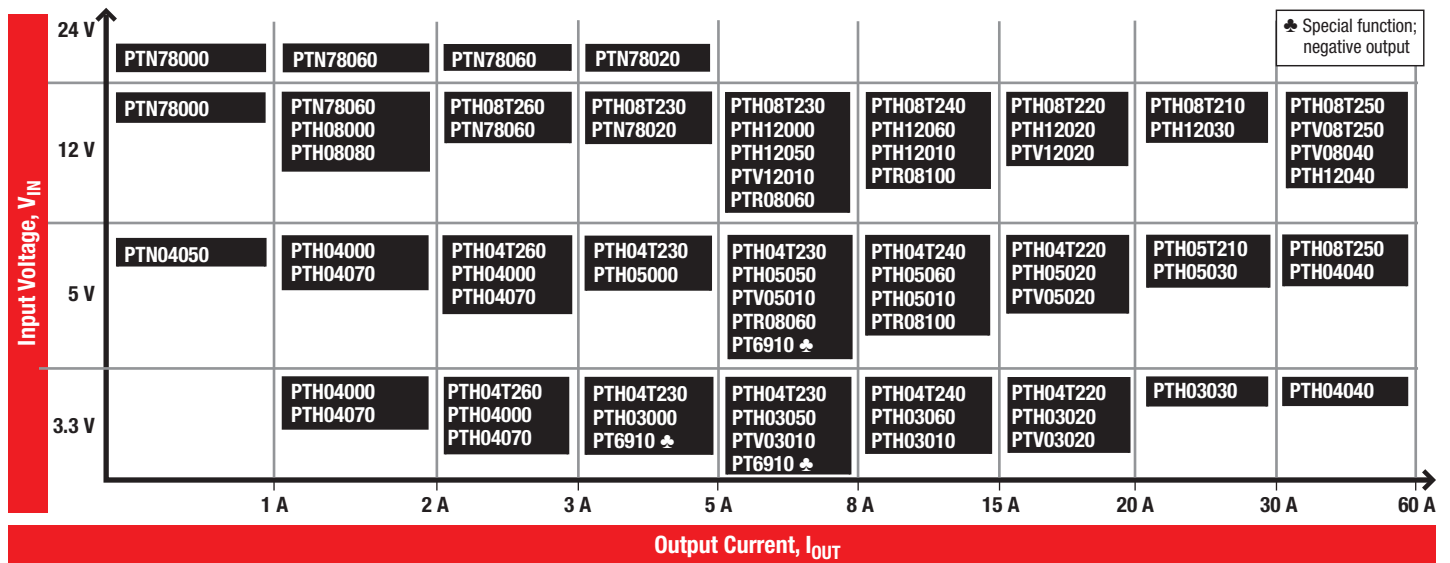 ♣ Special function;
negative output
24 V
PTN78000
PTN78060
PTN78060
PTN78020
12 V
PTN78000
PTN78060
PTH08000
PTH08080
PTH08T260
PTN78060
PTH08T230
PTN78020
PTH08T230
PTH12000
PTH12050
PTV12010
PTR08060
PTH08T240
PTH12060
PTH12010
PTR08100
PTH08T220
PTH12020
PTV12020
PTH08T210
PTH12030
PTH08T250
PTV08T250
PTV08040
PTH12040
5 V
PTN04050
PTH04000
PTH04070
PTH04T260
PTH04000
PTH04070
PTH04T230
PTH05000
PTH04T230
PTH05050
PTV05010
PTR08060
PT6910 ♣
PTH04T240
PTH05060
PTH05010
PTR08100
PTH04T220
PTH05020
PTV05020
PTH05T210
PTH05030
PTH08T250
PTH04040
3.3 V
PTH04000
PTH04070
PTH04T260
PTH04000
PTH04070
PTH04T230
PTH03000
PT6910 ♣
PTH04T230
PTH03050
PTV03010
PT6910 ♣
PTH04T240
PTH03060
PTH03010
PTH04T220
PTH03020
PTV03020
PTH03030
PTH04040
Input Voltage, VIN
1 A 2 A 3 A 5 A 8 A 15 A 20 A 30 A 60 A
Output Current, IOUT